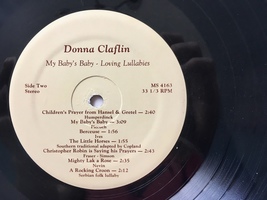 Donna Claflin
My Baby's Baby - Loving Lullabies
Side Two
Stereo
MS 4163
33 1/3 RPM
Children's Prayer from Hansel & Gretel — 2:40
Humperdinck
My Baby's Baby — 3:09
Berceuse — 1:56
The Little Horses — 1:55
Southern traditional adapted by Copland
Christopher Robin is Saying his Prayers — 2:43
Fraser - Simson
Mighty Lak a Rose — 2:35
Nevin
A Rocking Croon — 2:12
Serbian folk lullaby